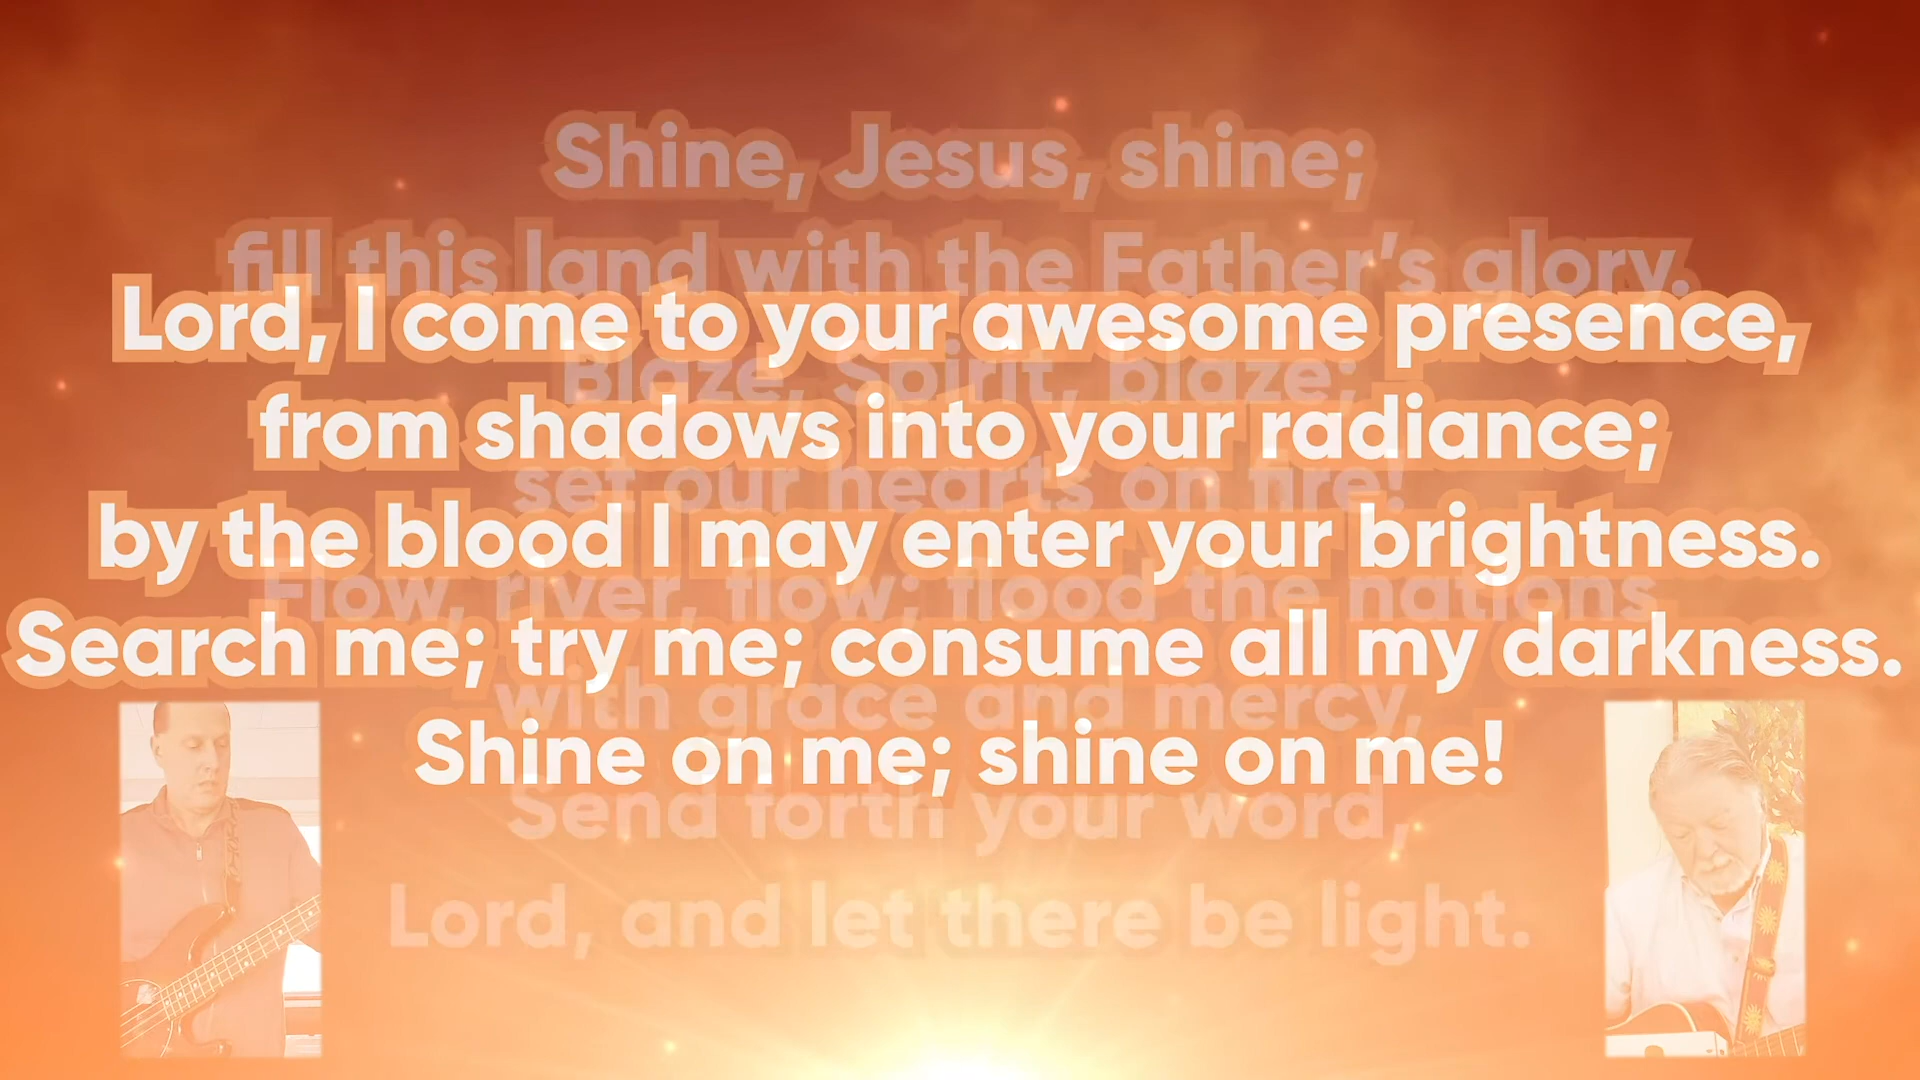 Shine, Jesus, shine;
fill this land with the Father's glory.
Lord, I come to your awesome presence,
Blaze, Spirit, blaze;
from shadows into your radiance;
set our hearts on fire!
by the blood I may enter your brightness.
Flow, river, flow; flood the nations
Search me; try me; consume all my darkness.
with grace and mercy,
Shine on me; shine on me!
Send forth your word,
Lord, and let there be light.